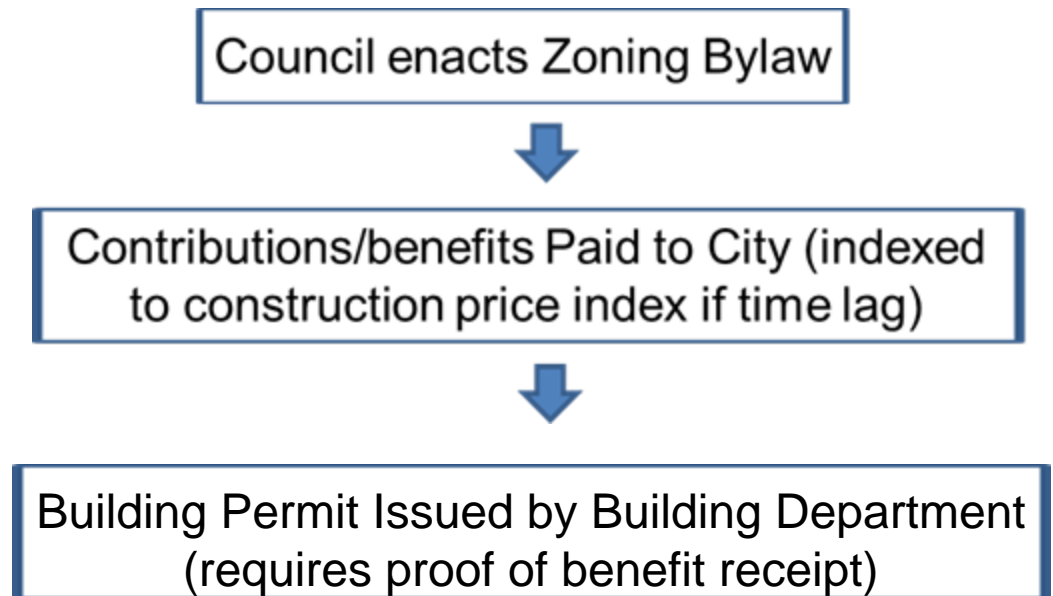 Council enacts Zoning Bylaw
Contributions/benefits Paid to City (indexed
to construction price index if time lag)
Building Permit Issued by Building Department
(requires proof of benefit receipt)